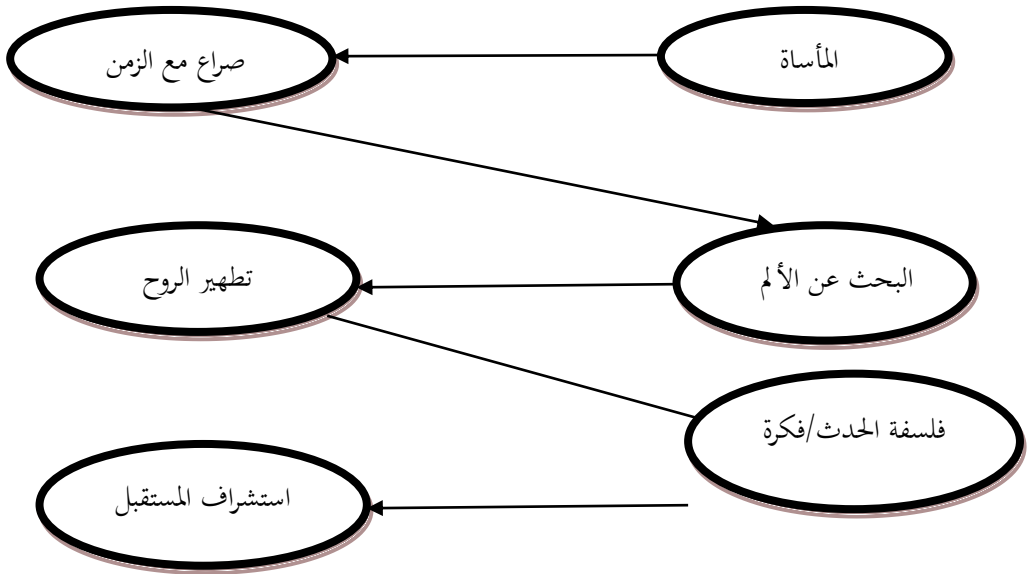 المأساة
صراع مع الزمن
البحث عن الألم
تطهير الروح
فلسفة الحدث/فكرة
استشراف المستقبل